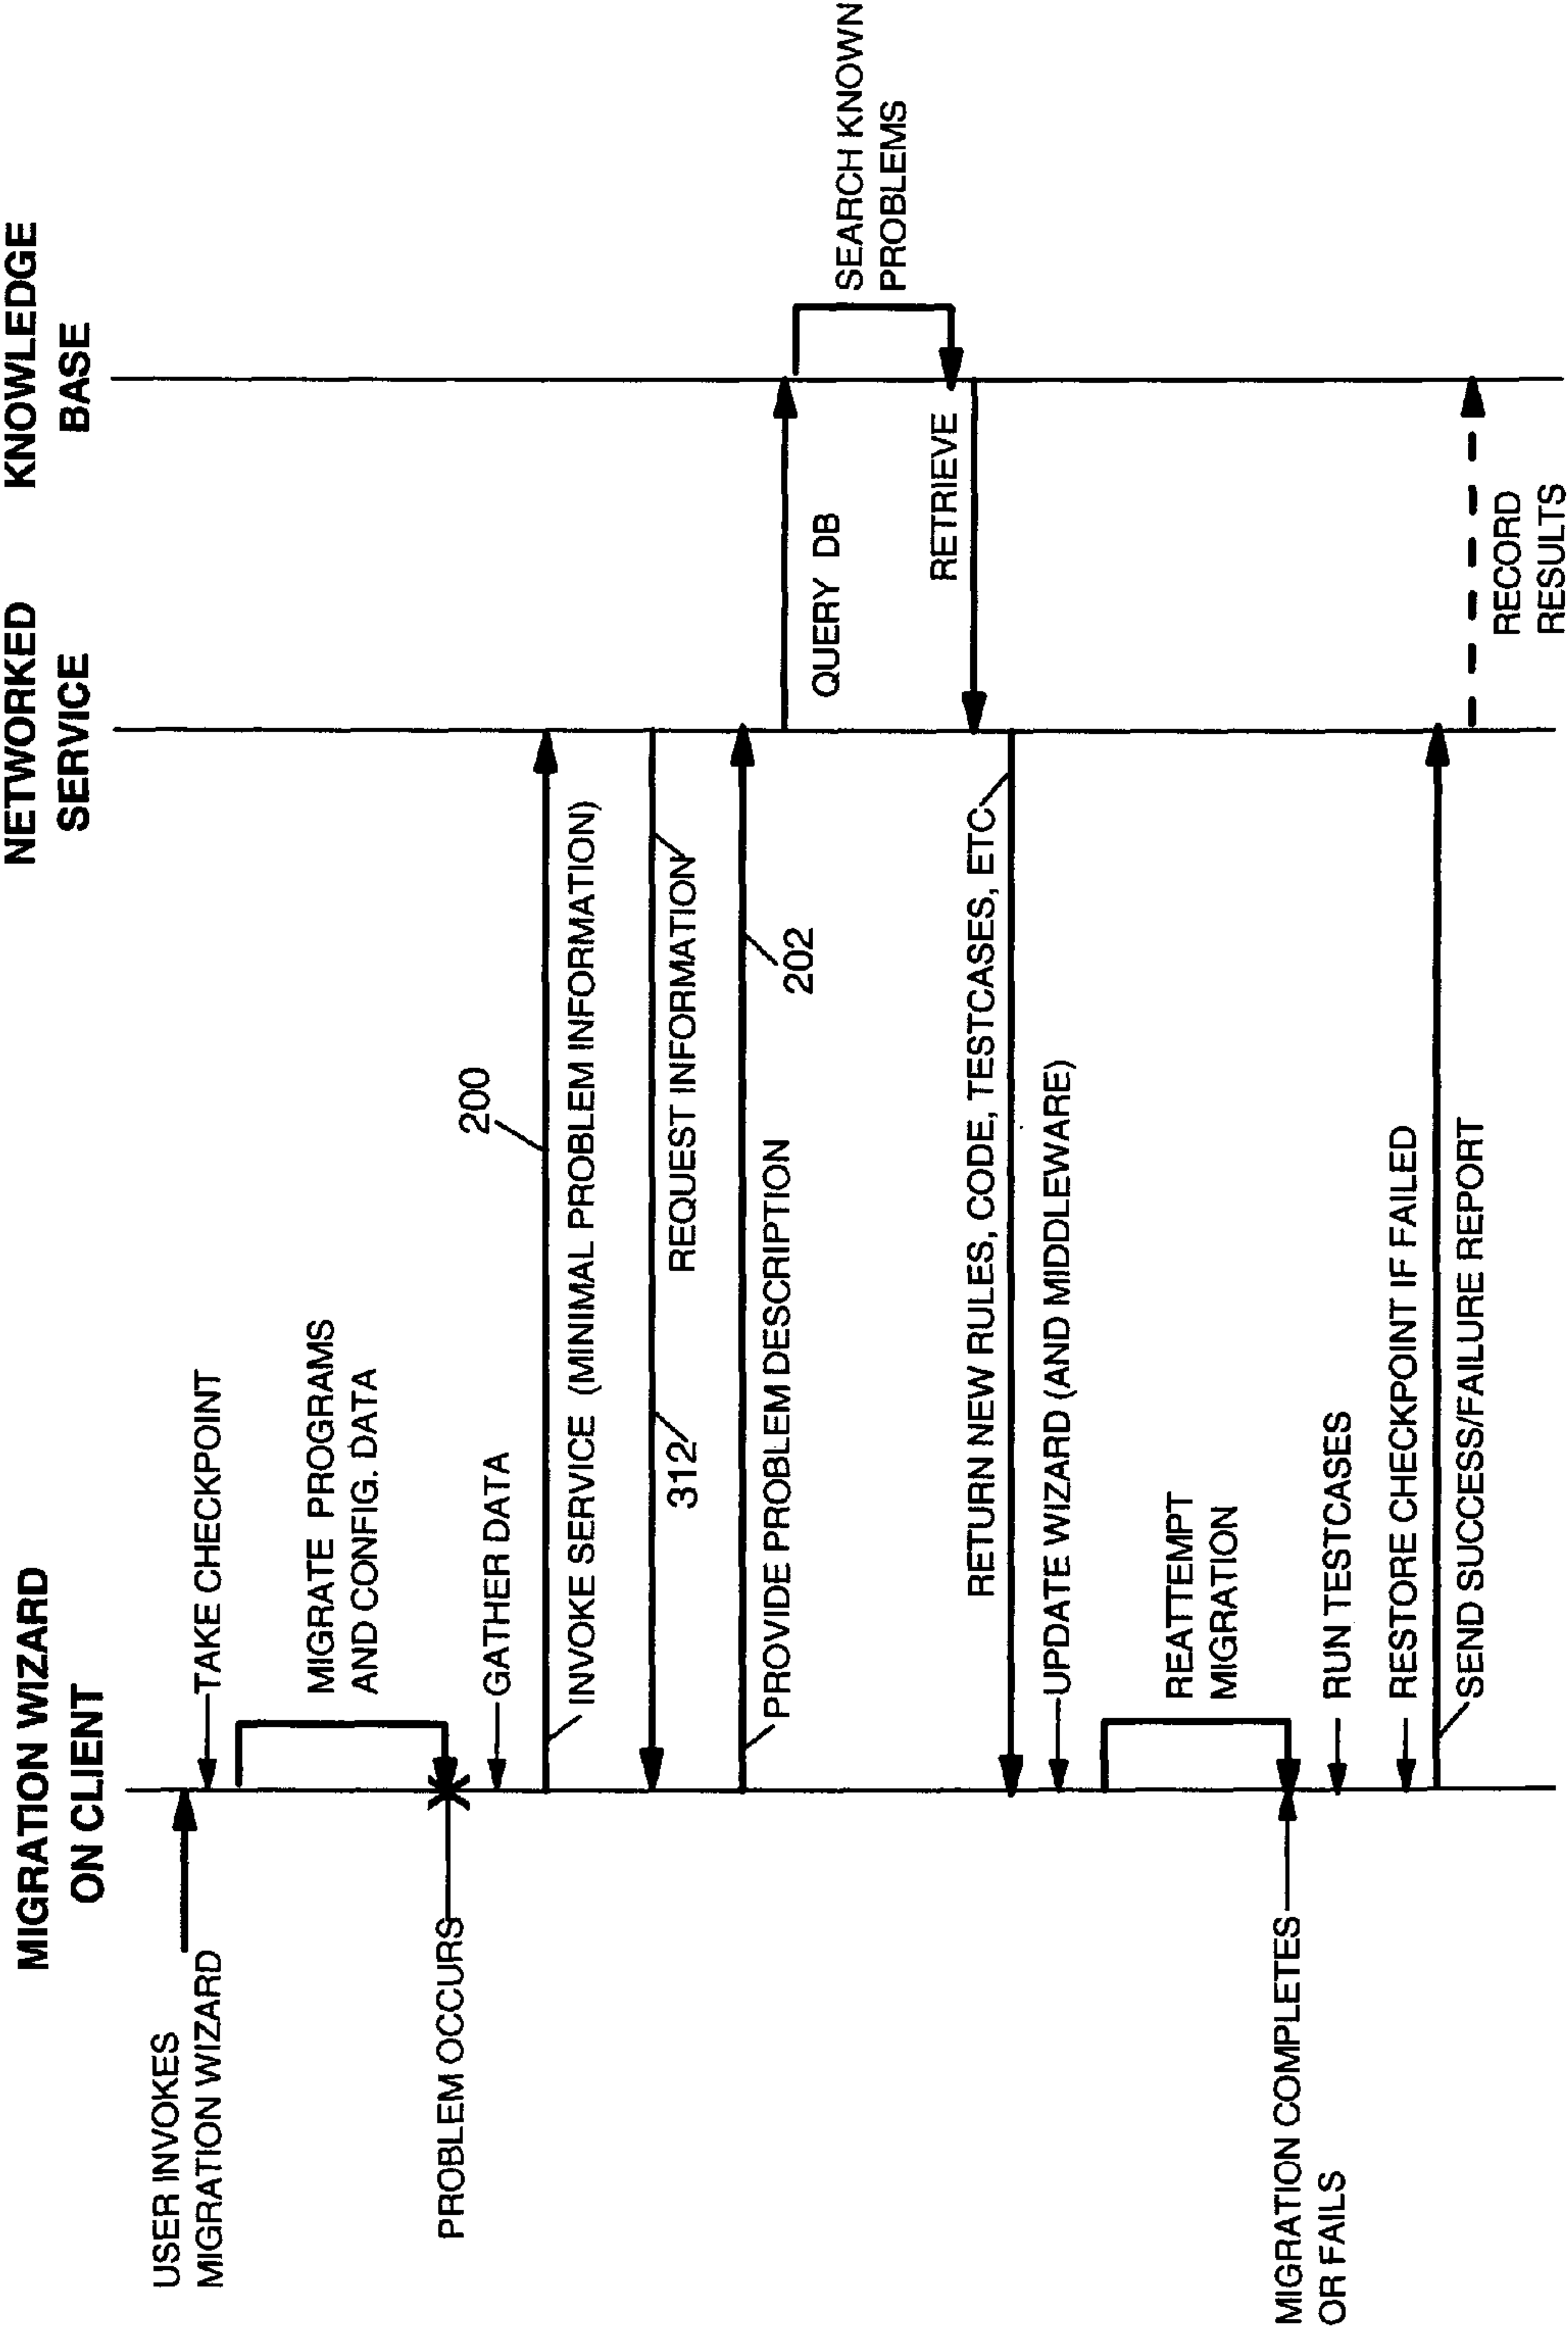 MIGRATION WIZARD
ON CLIENT
NETWORKED
SERVICE
KNOWLEDGE
BASE
USER INVOKES
MIGRATION WIZARD
TAKE CHECKPOINT
MIGRATE PROGRAMS
AND CONFIG. DATA
PROBLEM OCCURS
GATHER DATA
200
INVOKE SERVICE (MINIMAL PROBLEM INFORMATION)
312
REQUEST INFORMATION
202
PROVIDE PROBLEM DESCRIPTION
QUERY DB
SEARCH KNOWN
PROBLEMS
RETRIEVE
RETURN NEW RULES, CODE, TESTCASES, ETC
UPDATE WIZARD (AND MIDDLEWARE)
REATTEMPT
MIGRATION
MIGRATION COMPLETES
OR FAILS
RUN TESTCASES
RESTORE CHECKPOINT IF FAILED
SEND SUCCESS/FAILURE REPORT
RECORD
RESULTS